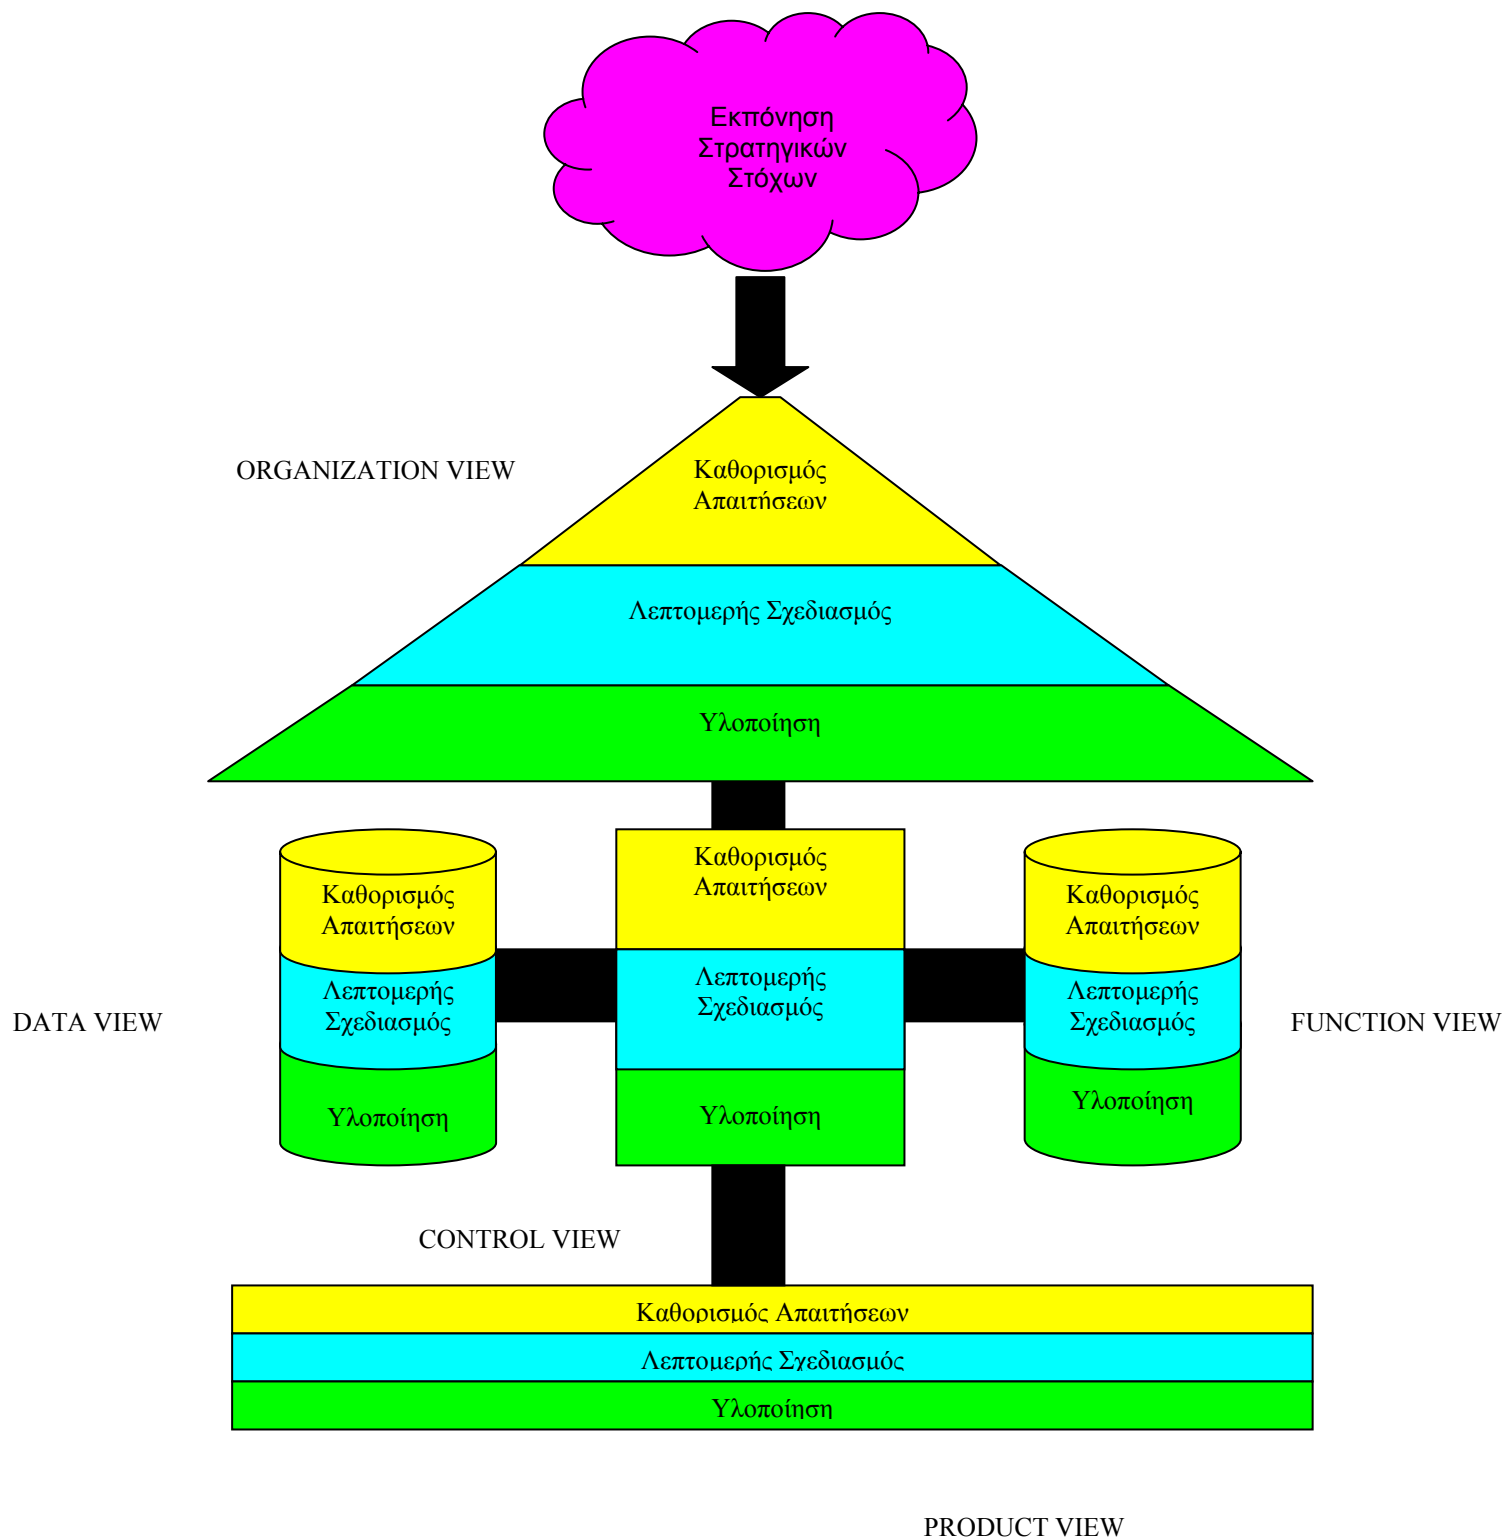 Εκπόνηση
Στρατηγικών
Στόχων
ORGANIZATION VIEW
Καθορισμός
Απαιτήσεων
Λεπτομερής Σχεδιασμός
Υλοποίηση
Καθορισμός
Απαιτήσεων
Λεπτομερής
Σχεδιασμός
Υλοποίηση
Καθορισμός
Απαιτήσεων
Λεπτομερής
Σχεδιασμός
Υλοποίηση
Καθορισμός
Απαιτήσεων
Λεπτομερής
Σχεδιασμός
Υλοποίηση
DATA VIEW
FUNCTION VIEW
CONTROL VIEW
Καθορισμός Απαιτήσεων
Λεπτομερής Σχεδιασμός
Υλοποίηση
PRODUCT VIEW